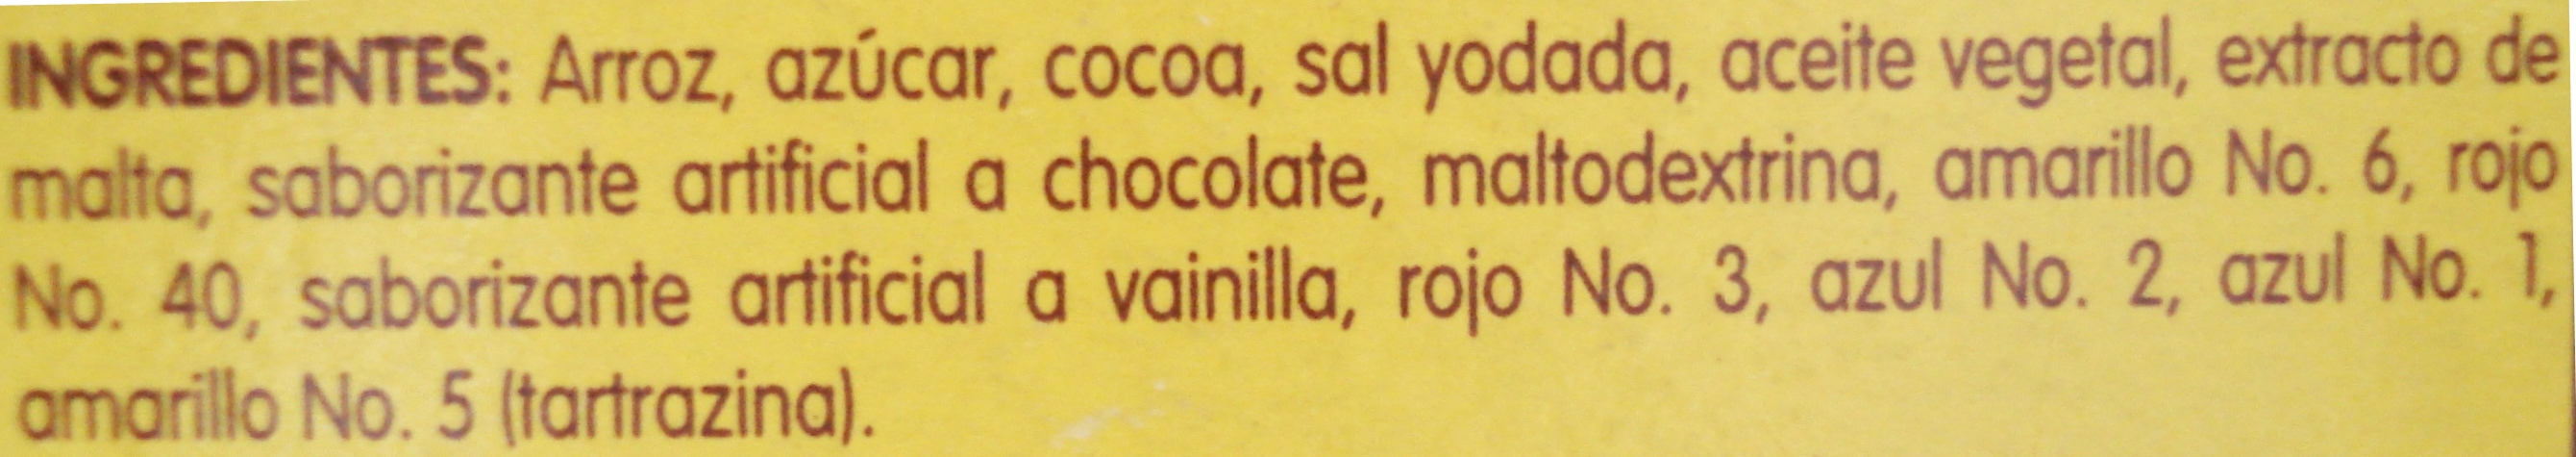 INGREDIENTES: Arroz, azúcar, cocoa, sal yodada, aceite vegetal, extracto de
malta, saborizante artificial a chocolate, maltodextrina, amarillo No. 6, rojo
No. 40, saborizante artificial a vainilla, rojo No. 3, azul No. 2, azul No. 1,
amarillo No. 5 (tartrazina).